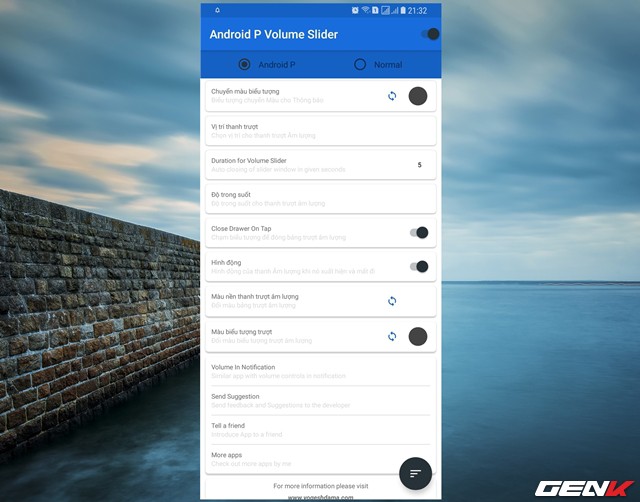 21:32
Android P Volume Slider
Android P
Normal
Chuyển màu biểu tượng
Biểu tượng chuyển Màu cho Thông báo
Vị trí thanh trượt
Chọn vị trí cho thanh trượt Âm lượng
Duration for Volume Slider
5
Auto closing of slider window in given seconds
Độ trong suốt
Độ trong suốt cho thanh trượt âm lượng
Close Drawer On Tap
Chạm biểu tượng để đóng bảng trượt âm lượng
Hình động
Hình động của thanh Âm lượng,khi nó xuất hiện và mất đi
Màu nền thanh trượt âm lượng
Đổi màu bảng trượt âm lượng
Màu biểu tượng trượt
Đổi màu biểu tượng trượt âm lượng
Volume In Notification
Similar app with volume controls in notification
Send Suggestion
Send feedback and Suggestions to the developer
Tell a friend
Introduce App to a friend
More apps
Check out more apps by me
For more information please visit
www.yogeshdama.com
GENK